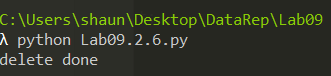 C:\Users\shaun\Desktop\DataRep\Lab09
λ python Lab09.2.6.py
delete done